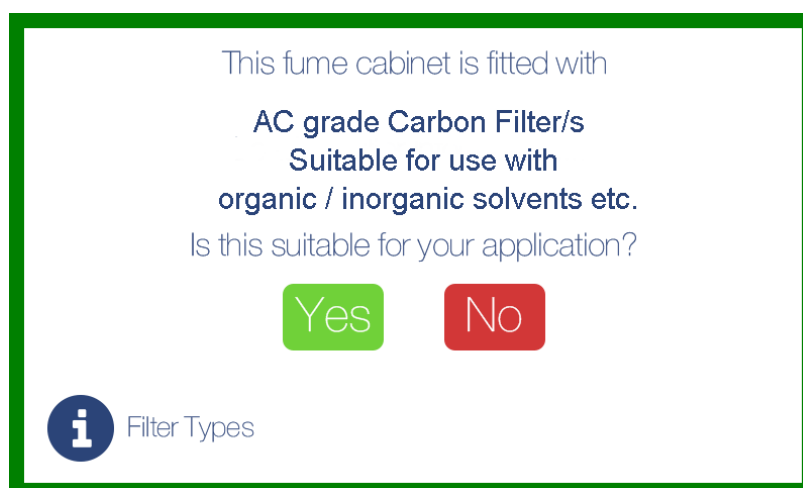 This fume cabinet is fitted with
AC grade Carbon Filter/s
Suitable for use with
organic / inorganic solvents etc.
Is this suitable for your application?
Yes
No
i
Filter Types